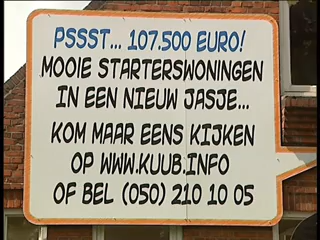 PSSST... 107.500 EURO!
MOOIE STARTERSWONINGEN
IN EEN NIEUW JASJE...
KOM MAAR EENS KIJKEN
OP WWW.KUUB.INFO
OF BEL (050) 210 10 05